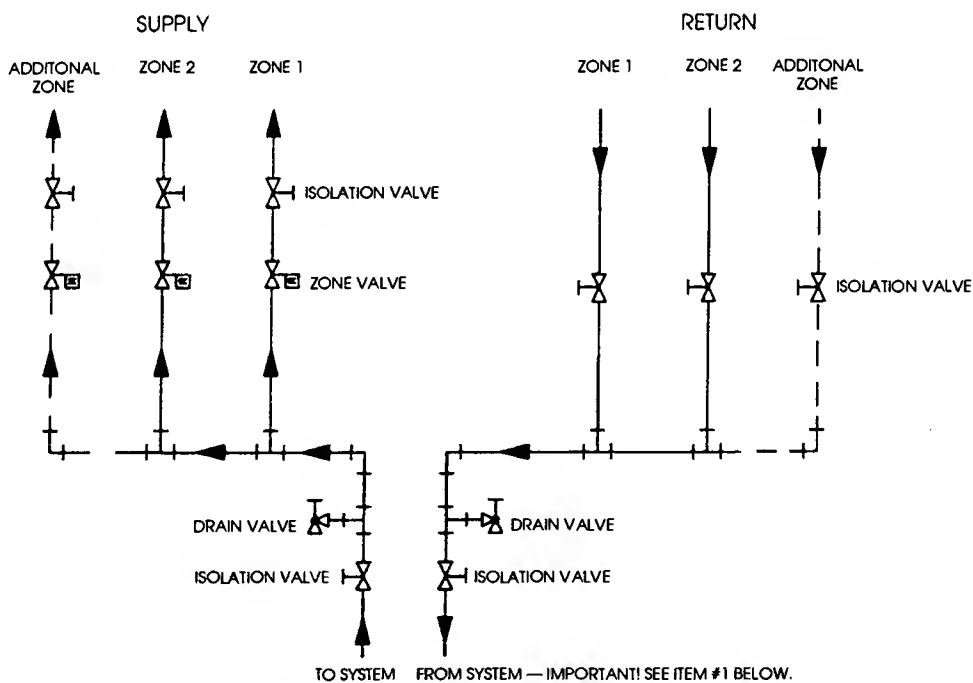 SUPPLY
RETURN
ADDITONAL
ZONE
ZONE 2
ZONE 1
ZONE 1
ZONE 2
ADDITONAL
ZONE
ISOLATION VALVE
ZONE VALVE
ISOLATION VALVE
DRAIN VALVE
DRAIN VALVE
ISOLATION VALVE
ISOLATION VALVE
TO SYSTEM
FROM SYSTEM — IMPORTANT! SEE ITEM #1 BELOW.